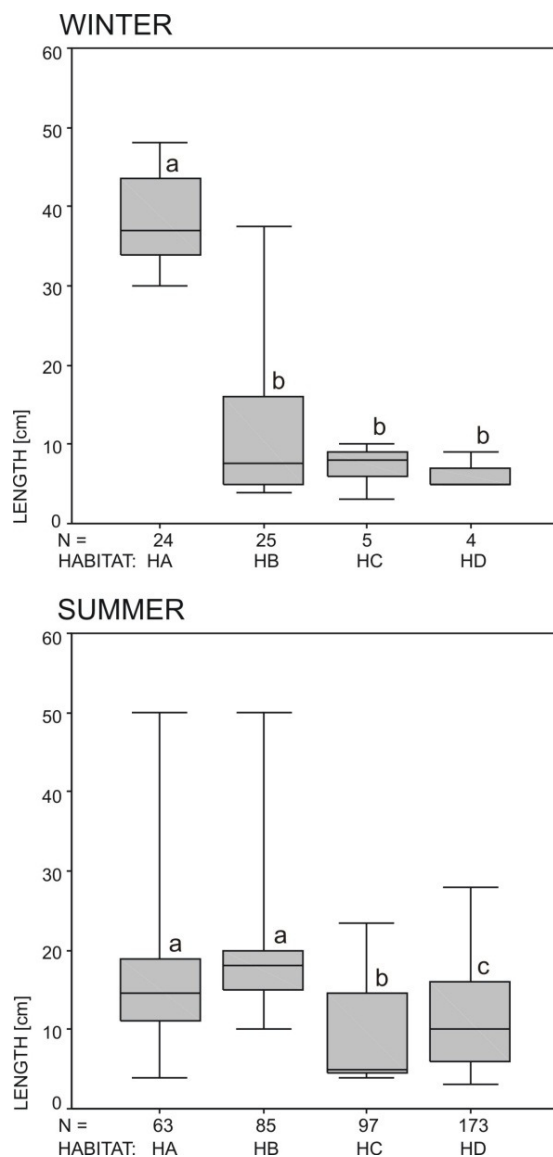 WINTER
60
50
a
40
30
20
b
b
b
10
0
LENGTH [cm]
N = 24 25 5 4
HABITAT: HA HB HC HD
SUMMER
60
50
40
30
20
a
a
b
c
10
0
LENGTH [cm]
N = 63 85 97 173
HABITAT: HA HB HC HD